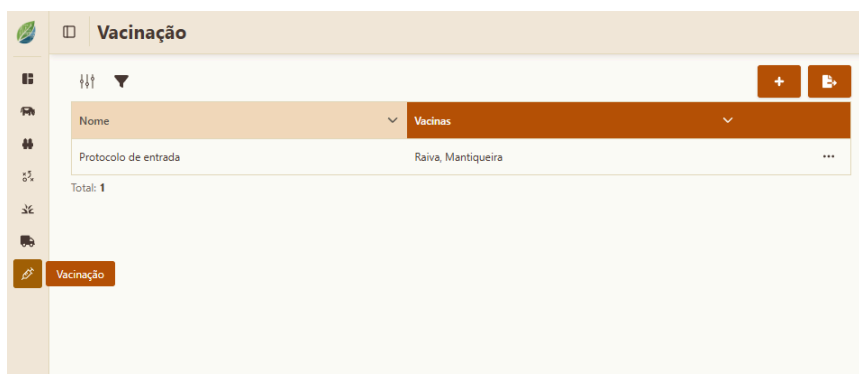 Vacinação
Nome Vacinas
Protocolo de entrada Raiva, Mantiqueira
Total: 1
Vacinação